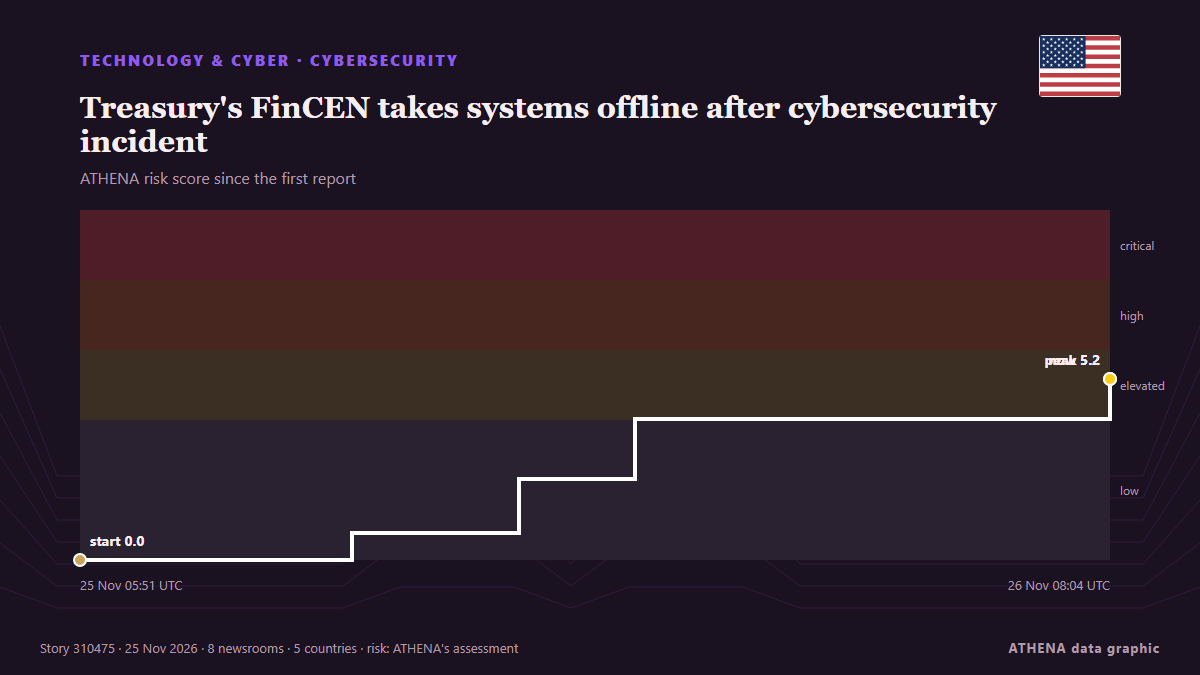 TECHNOLOGY & CYBER · CYBERSECURITY
Treasury's FinCEN takes systems offline after cybersecurity
incident
ATHENA risk score since the first report
critical
high
5.2
elevated
low
start 0.0
25 Nov 05:51 UTC
26 Nov 08:04 UTC
Story 310475 · 25 Nov 2026 · 8 newsrooms · 5 countries · risk: ATHENA's assessment
ATHENA data graphic